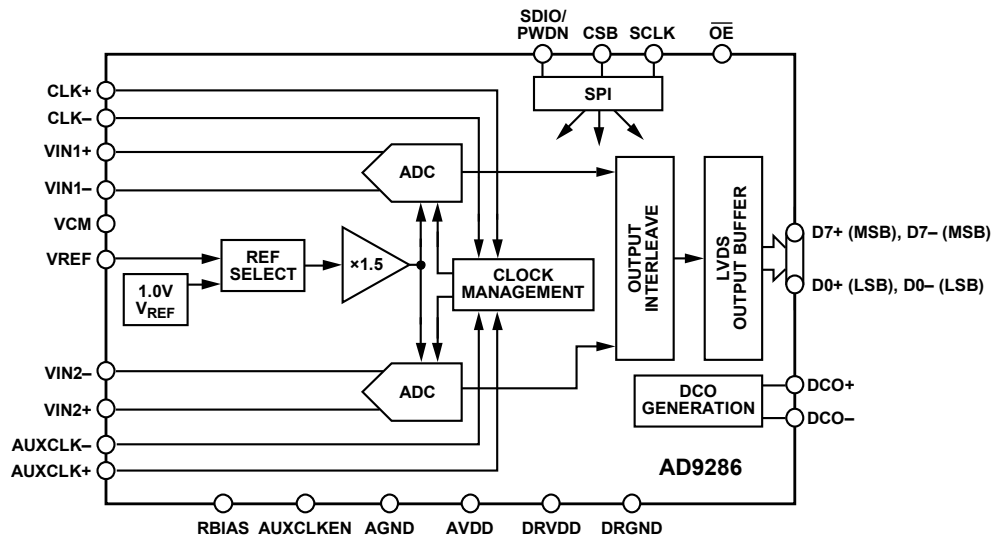 SDIO/
PWDN
CSB
SCLK
OE
SPI
CLK+
CLK–
VIN1+
VIN1–
VCM
VREF
ADC
REF
SELECT
×1.5
1.0V
VREF
CLOCK
MANAGEMENT
OUTPUT
INTERLEAVE
LVDS
OUTPUT BUFFER
D7+ (MSB), D7– (MSB)
D0+ (LSB), D0– (LSB)
VIN2–
VIN2+
AUXCLK–
AUXCLK+
ADC
DCO
GENERATION
DCO+
DCO–
AD9286
RBIAS
AUXCLKEN
AGND
AVDD
DRVDD
DRGND